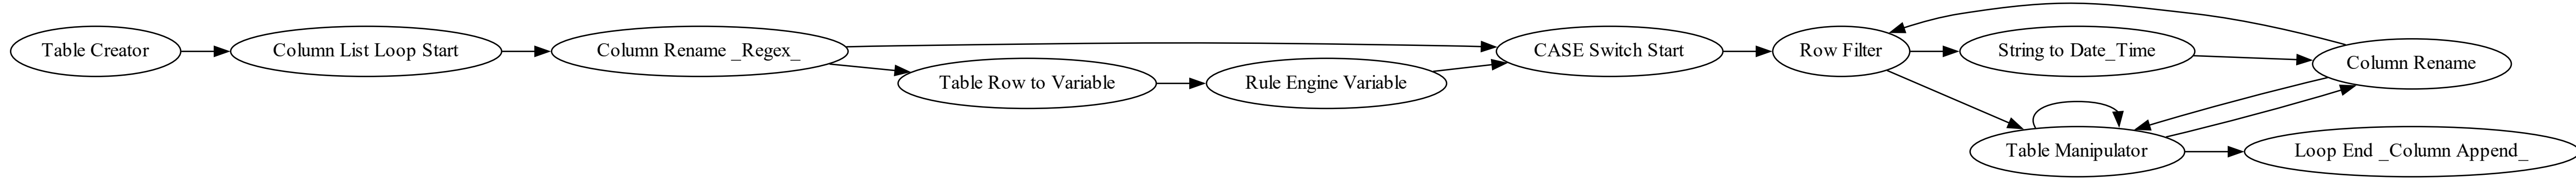 Table Creator
Column List Loop Start
Column Rename _Regex_
Table Row to Variable
Rule Engine Variable
CASE Switch Start
Row Filter
String to Date_Time
Column Rename
Table Manipulator
Loop End _Column Append_